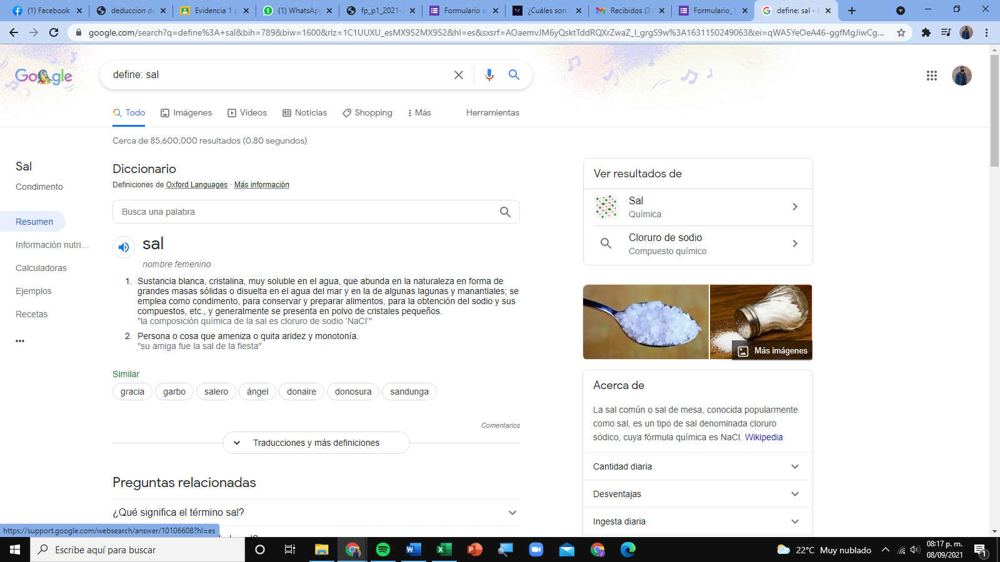 (1) Facebook
deduccion de
Evidencia 1 p
(1) WhatsApp
fp_p1_2021-2
Formulario si
¿Cuáles son l
Recibidos (31
Formulario_1
define: sal - B
google.com/search?q=define%3A+sal&bih=789&biw=1600&rlz=1C1UUXU_esMX952MX952&hl=es&sxsrf=AOaemvJM6yQsktTddRQXrZwaZ_l_grgS9w%3A1631150249063&ei=qWA5YeOeA46-ggfMgJiwCg...
Google
define: sal
Todo
Imágenes
Vídeos
Noticias
Shopping
Más
Herramientas
Cerca de 85,600,000 resultados (0.80 segundos)
Sal
Condimento
Resumen
Información nutri...
Calculadoras
Ejemplos
Recetas
Diccionario
Definiciones de Oxford Languages · Más información
Busca una palabra
sal
nombre femenino
1. Sustancia blanca, cristalina, muy soluble en el agua, que abunda en la naturaleza en forma de
grandes masas sólidas o disuelta en el agua del mar y en la de algunas lagunas y manantiales; se
emplea como condimento, para conservar y preparar alimentos, para la obtención del sodio y sus
compuestos, etc., y generalmente se presenta en polvo de cristales pequeños.
"la composición química de la sal es cloruro de sodio ‘NaCl’"
2. Persona o cosa que ameniza o quita aridez y monotonía.
"su amiga fue la sal de la fiesta"
Similar
gracia
garbo
salero
ángel
donaire
donosura
sandunga
Comentarios
Traducciones y más definiciones
Preguntas relacionadas
¿Qué significa el término sal?
Ver resultados de
Sal
Química
Cloruro de sodio
Compuesto químico
Más imágenes
Acerca de
La sal común o sal de mesa, conocida popularmente
como sal, es un tipo de sal denominada cloruro
sódico, cuya fórmula química es NaCl. Wikipedia
Cantidad diaria
Desventajas
Ingesta diaria
https://support.google.com/websearch/answer/10106608?hl=es
Escribe aquí para buscar
22°C Muy nublado
08:17 p. m.
08/09/2021
1